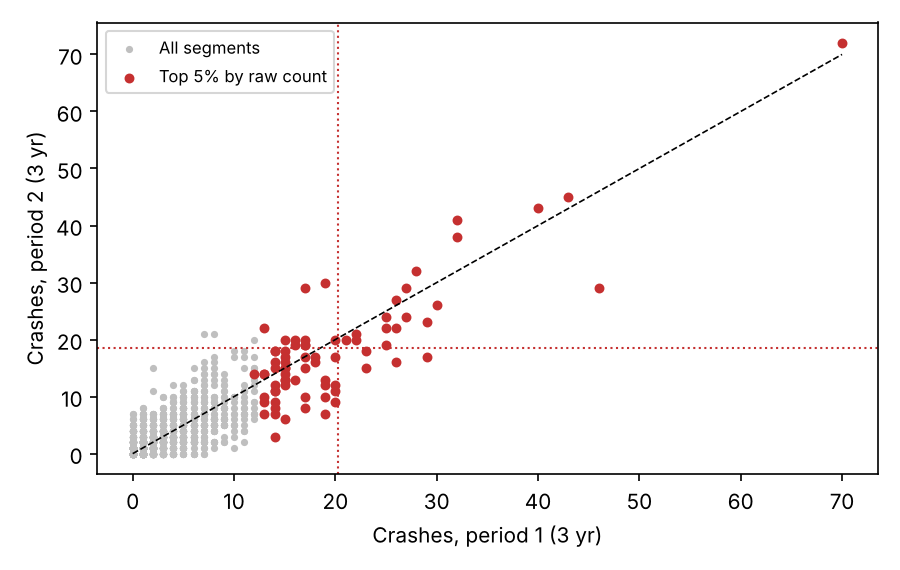 All segments
Top 5% by raw count
Crashes, period 2 (3 yr)
70
60
50
40
30
20
10
0
0 10 20 30 40 50 60 70
Crashes, period 1 (3 yr)